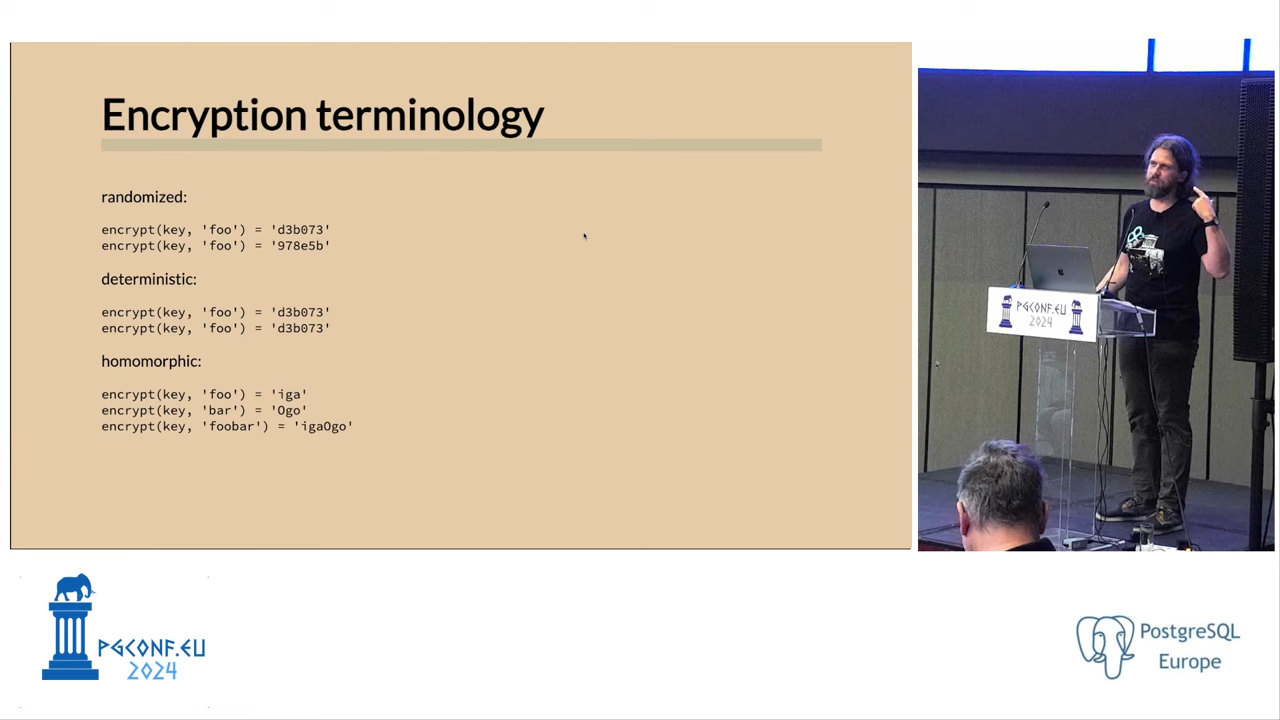 Encryption terminology
randomized:
encrypt(key, 'foo') = 'd3b073'
encrypt(key, 'foo') = '978e5b'
deterministic:
encrypt(key, 'foo') = 'd3b073'
encrypt(key, 'foo') = 'd3b073'
homomorphic:
encrypt(key, 'foo') = 'iga'
encrypt(key, 'bar') = 'Ogo'
encrypt(key, 'foobar') = 'igaOgo'
PGCONF.EU
2024
PGCONF.EU
2024
PostgreSQL
Europe